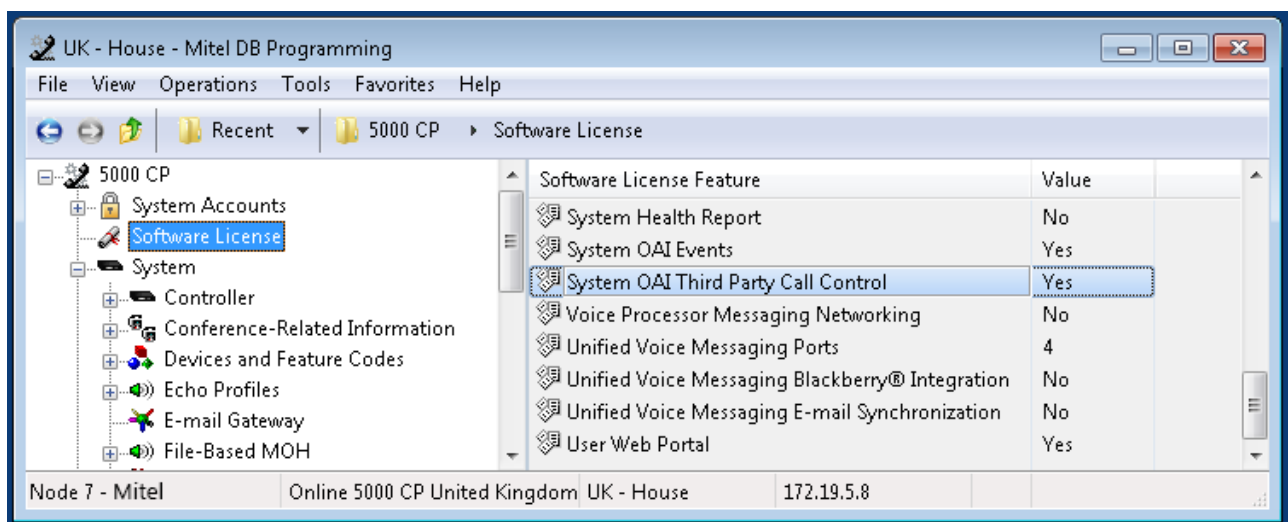 UK - House - Mitel DB Programming
File View Operations Tools Favorites Help
Recent 5000 CP Software License
5000 CP
System Accounts
Software License
System
Controller
Conference-Related Information
Devices and Feature Codes
Echo Profiles
E-mail Gateway
File-Based MOH
Software License Feature Value
System Health Report No
System OAI Events Yes
System OAI Third Party Call Control Yes
Voice Processor Messaging Networking No
Unified Voice Messaging Ports 4
Unified Voice Messaging Blackberry® Integration No
Unified Voice Messaging E-mail Synchronization No
User Web Portal Yes
Node 7 - Mitel Online 5000 CP United Kingdom UK - House 172.19.5.8